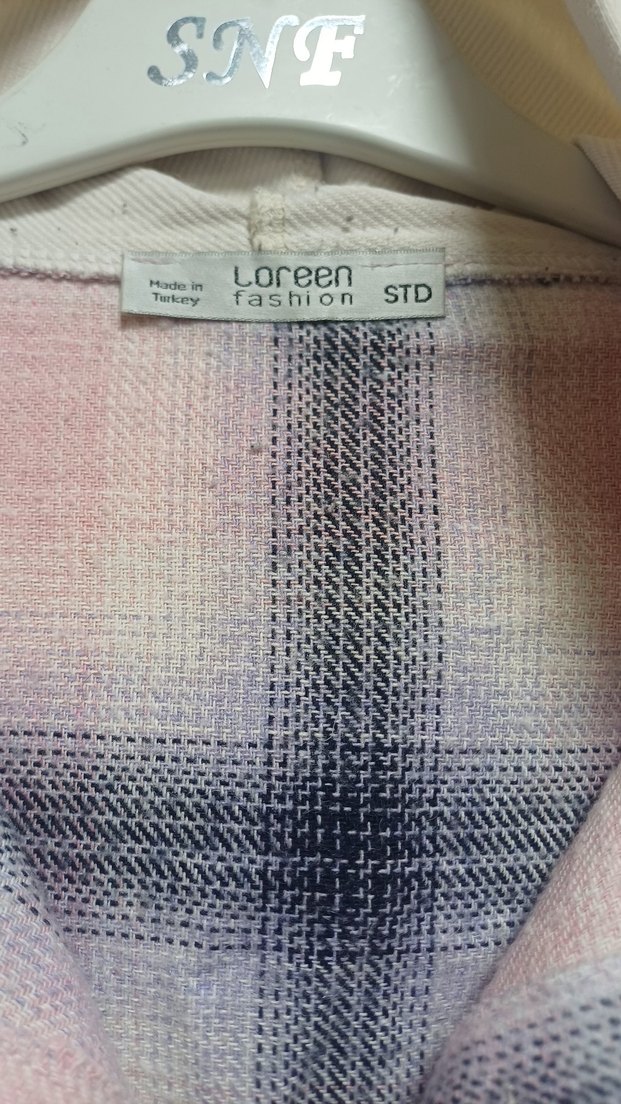 SNF
Made in
Turkey
Loreen
fashion
STD